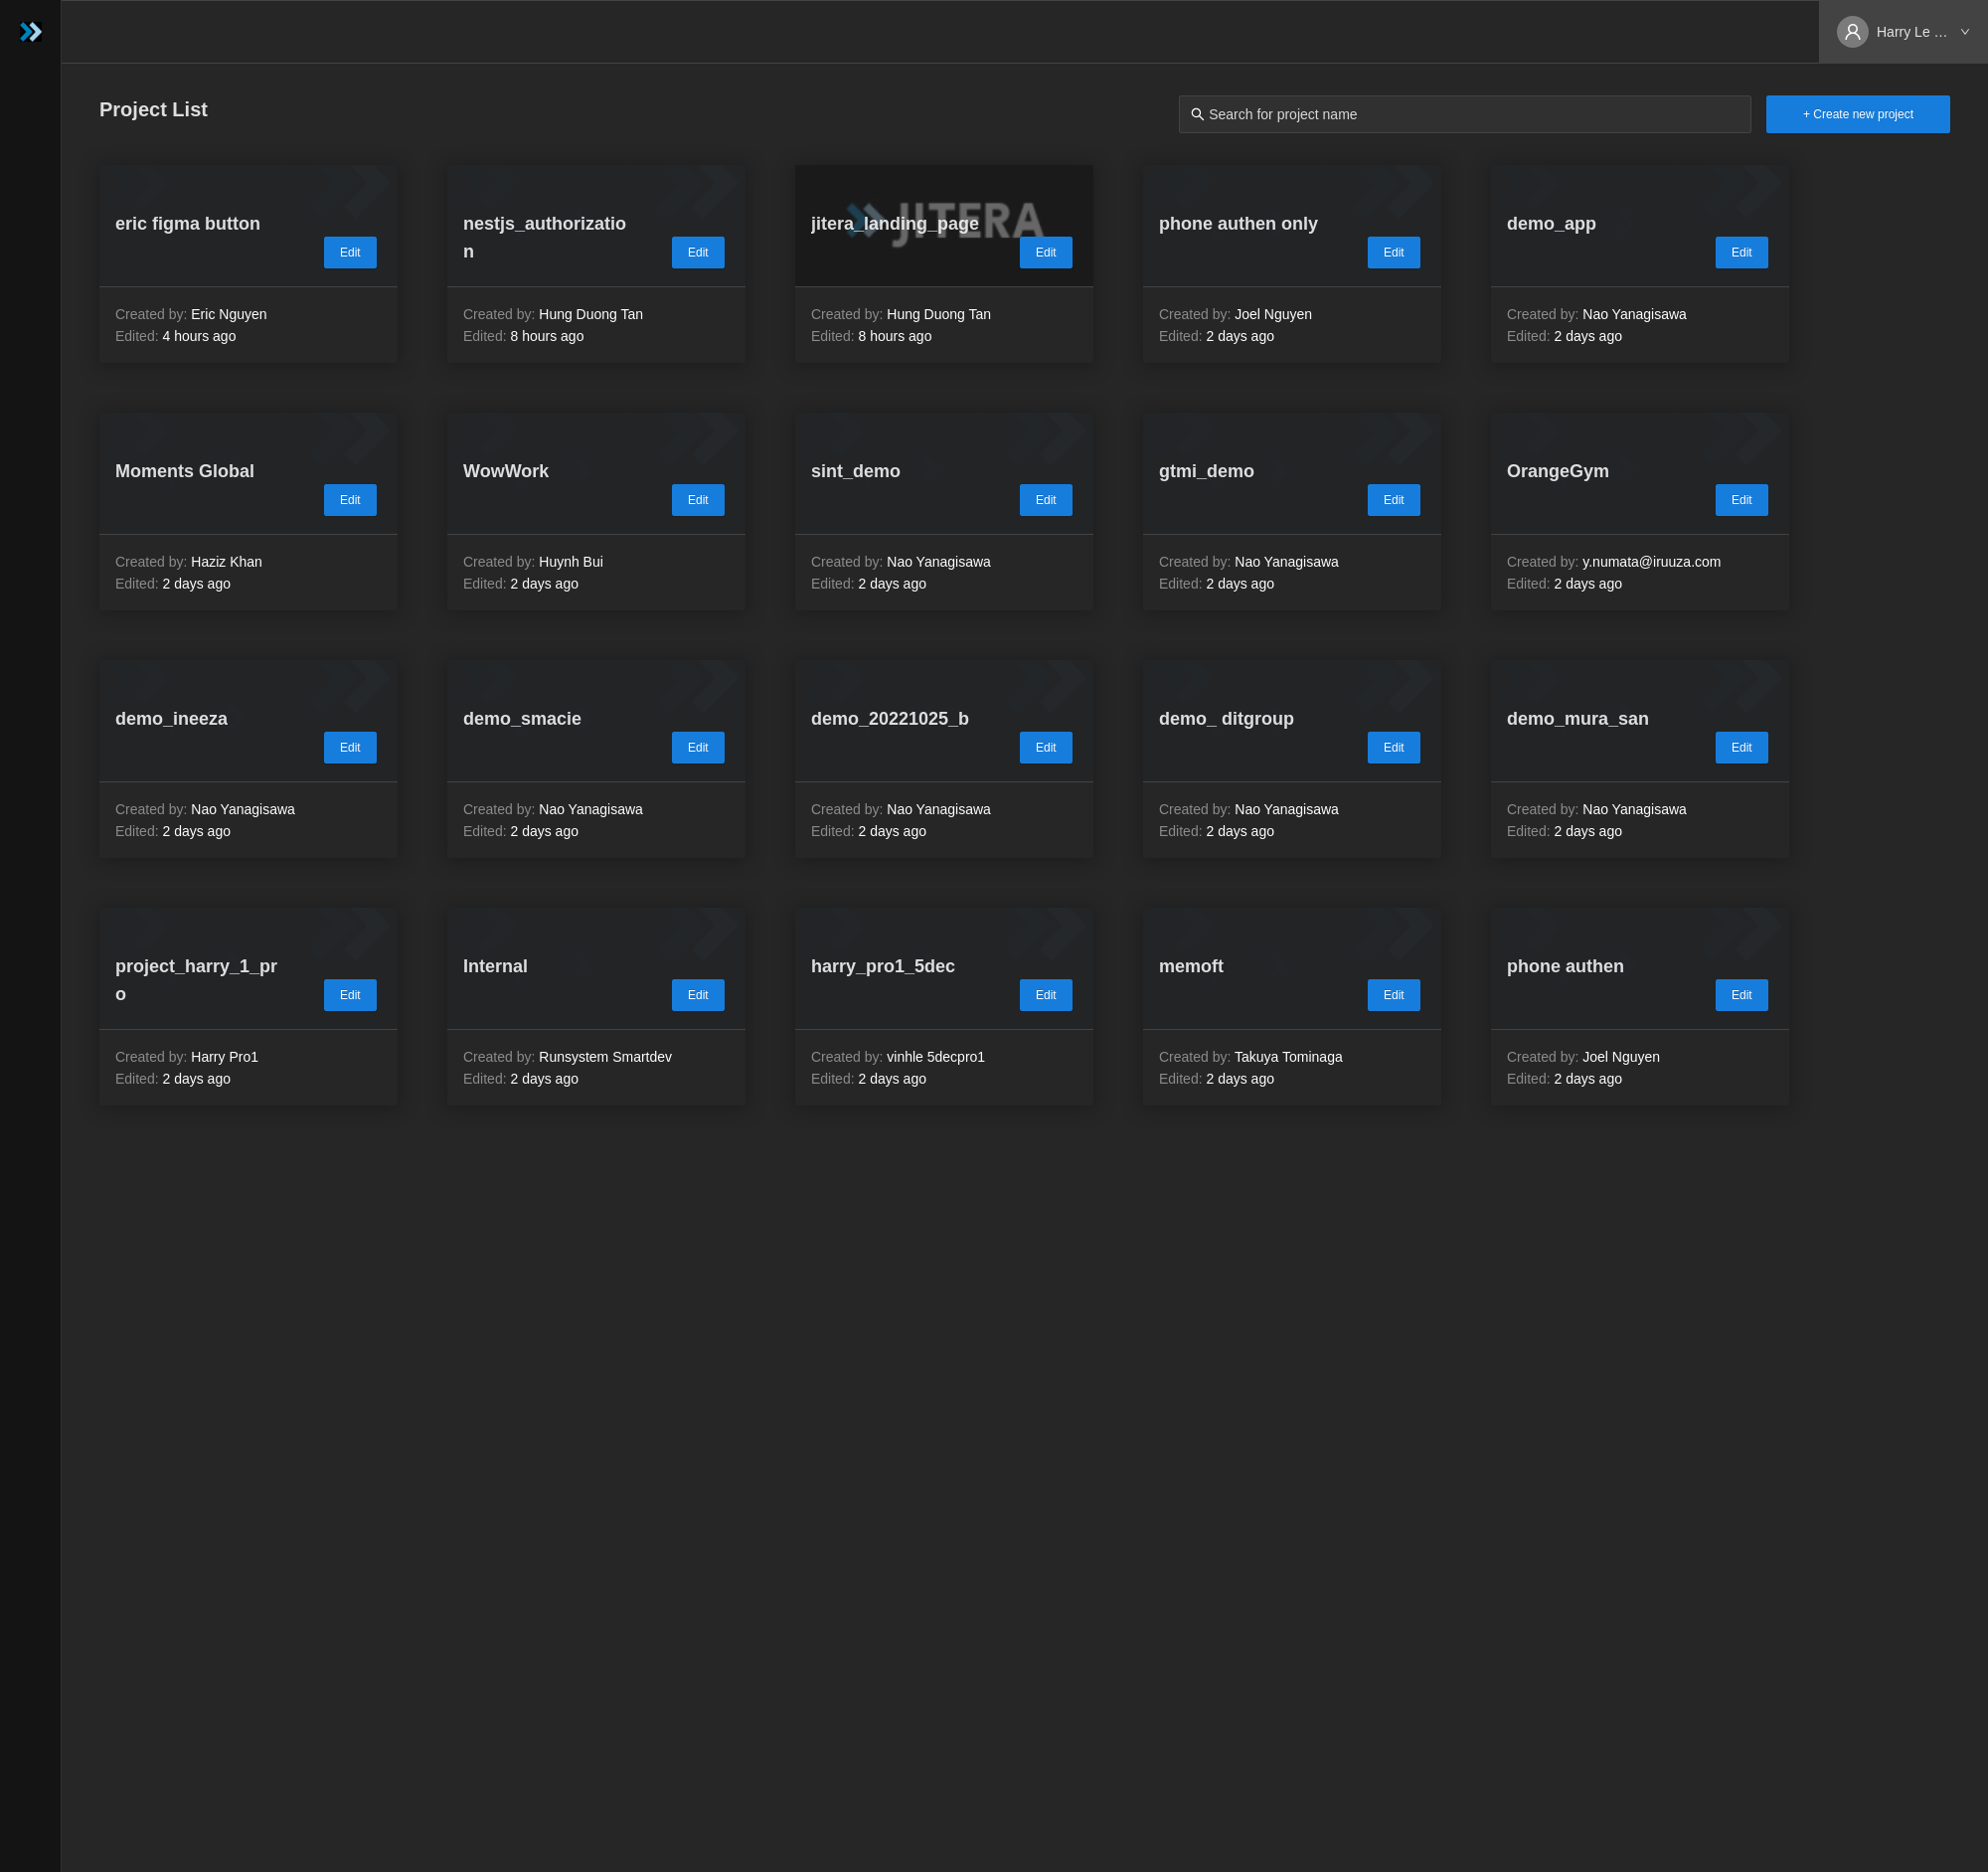 Harry Le …
Project List
Search for project name
+ Create new project
eric figma button
Edit
Created by: Eric Nguyen
Edited: 4 hours ago
nestjs_authorizatio
n
Edit
Created by: Hung Duong Tan
Edited: 8 hours ago
JITERA
jitera_landing_page
Edit
Created by: Hung Duong Tan
Edited: 8 hours ago
phone authen only
Edit
Created by: Joel Nguyen
Edited: 2 days ago
demo_app
Edit
Created by: Nao Yanagisawa
Edited: 2 days ago
Moments Global
Edit
Created by: Haziz Khan
Edited: 2 days ago
WowWork
Edit
Created by: Huynh Bui
Edited: 2 days ago
sint_demo
Edit
Created by: Nao Yanagisawa
Edited: 2 days ago
gtmi_demo
Edit
Created by: Nao Yanagisawa
Edited: 2 days ago
OrangeGym
Edit
Created by: y.numata@iruuza.com
Edited: 2 days ago
demo_ineeza
Edit
Created by: Nao Yanagisawa
Edited: 2 days ago
demo_smacie
Edit
Created by: Nao Yanagisawa
Edited: 2 days ago
demo_20221025_b
Edit
Created by: Nao Yanagisawa
Edited: 2 days ago
demo_ ditgroup
Edit
Created by: Nao Yanagisawa
Edited: 2 days ago
demo_mura_san
Edit
Created by: Nao Yanagisawa
Edited: 2 days ago
project_harry_1_pr
o
Edit
Created by: Harry Pro1
Edited: 2 days ago
Internal
Edit
Created by: Runsystem Smartdev
Edited: 2 days ago
harry_pro1_5dec
Edit
Created by: vinhle 5decpro1
Edited: 2 days ago
memoft
Edit
Created by: Takuya Tominaga
Edited: 2 days ago
phone authen
Edit
Created by: Joel Nguyen
Edited: 2 days ago